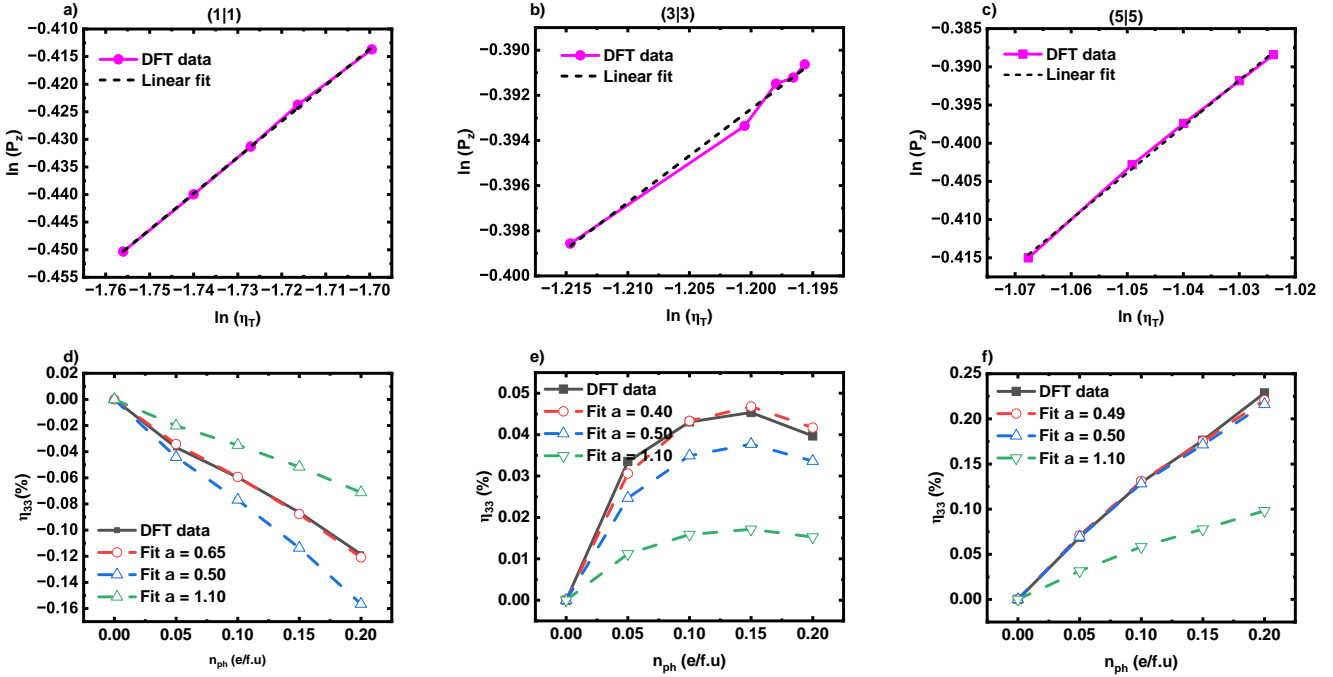 a)
(1|1)
−0.410
−0.415
−0.420
−0.425
−0.430
−0.435
−0.440
−0.445
−0.450
−0.455
ln (P_z)
DFT data
Linear fit
−1.76 −1.75 −1.74 −1.73 −1.72 −1.71 −1.70
ln (η_T)
b)
(3|3)
−0.390
−0.392
−0.394
−0.396
−0.398
−0.400
ln (P_z)
DFT data
Linear fit
−1.215 −1.210 −1.205 −1.200 −1.195
ln (η_T)
c)
(5|5)
−0.385
−0.390
−0.395
−0.400
−0.405
−0.410
−0.415
ln (P_z)
DFT data
Linear fit
−1.07 −1.06 −1.05 −1.04 −1.03 −1.02
ln (η_T)
d)
0.02
0.00
−0.02
−0.04
−0.06
−0.08
−0.10
−0.12
−0.14
−0.16
η_33(%)
DFT data
Fit a = 0.65
Fit a = 0.50
Fit a = 1.10
0.00 0.05 0.10 0.15 0.20
n_ph (e/f.u)
e)
0.05
0.04
0.03
0.02
0.01
0.00
η_33 (%)
DFT data
Fit a = 0.40
Fit a = 0.50
Fit a = 1.10
0.00 0.05 0.10 0.15 0.20
n_ph (e/f.u)
f)
0.25
0.20
0.15
0.10
0.05
0.00
η_33 (%)
DFT data
Fit a = 0.49
Fit a = 0.50
Fit a = 1.10
0.00 0.05 0.10 0.15 0.20
n_ph (e/f.u)